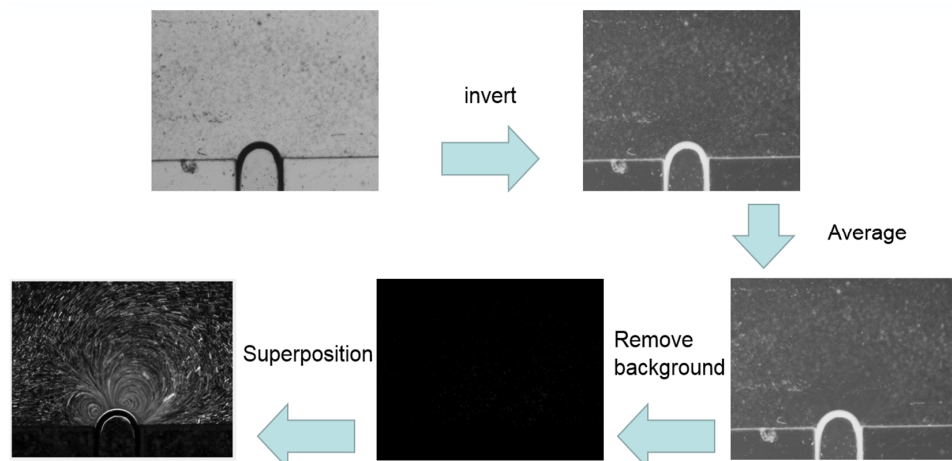 invert
Average
Remove
background
Superposition